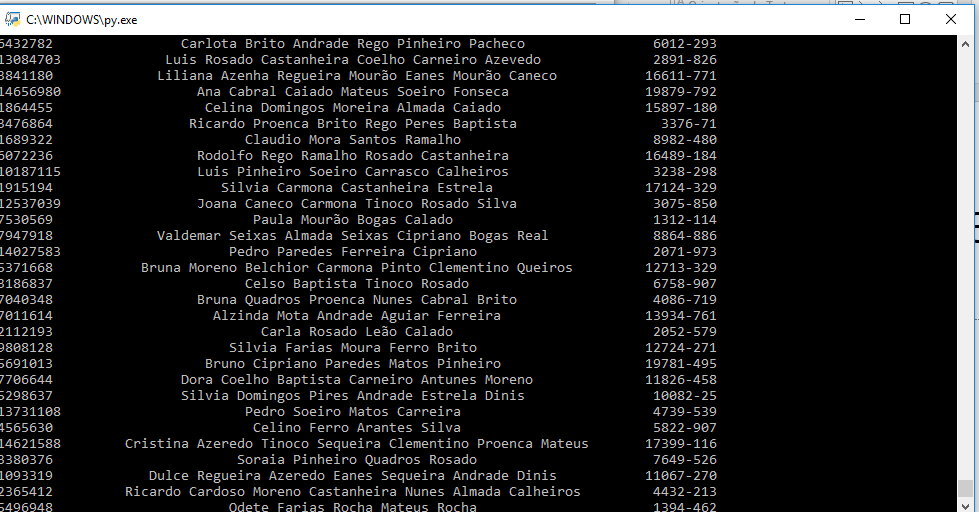 C:\WINDOWS\py.exe
6432782 Carlota Brito Andrade Rego Pinheiro Pacheco 6012-293
13084703 Luis Rosado Castanheira Coelho Carneiro Azevedo 2891-826
3841180 Liliana Azenha Regueira Mourão Eanes Mourão Caneco 16611-771
14656980 Ana Cabral Caiado Mateus Soeiro Fonseca 19879-792
1864455 Celina Domingos Moreira Almada Caiado 15897-180
3476864 Ricardo Proenca Brito Rego Peres Baptista 3376-71
1689322 Claudio Mora Santos Ramalho 8982-480
6072236 Rodolfo Rego Ramalho Rosado Castanheira 16489-184
10187115 Luis Pinheiro Soeiro Carrasco Calheiros 3238-298
1915194 Silvia Carmona Castanheira Estrela 17124-329
12537039 Joana Caneco Carmona Tinoco Rosado Silva 3075-850
7530569 Paula Mourão Bogas Calado 1312-114
7947918 Valdemar Seixas Almada Seixas Cipriano Bogas Real 8864-886
14027583 Pedro Paredes Ferreira Cipriano 2071-973
5371668 Bruna Moreno Belchior Carmona Pinto Clementino Queiros 12713-329
3186837 Celso Baptista Tinoco Rosado 6758-907
7040348 Bruna Quadros Proenca Nunes Cabral Brito 4086-719
7011614 Alzinda Mota Andrade Aguiar Ferreira 13934-761
2112193 Carla Rosado Leão Calado 2052-579
9808128 Silvia Farias Moura Ferro Brito 12724-271
5691013 Bruno Cipriano Paredes Matos Pinheiro 19781-495
7706644 Dora Coelho Baptista Carneiro Antunes Moreno 11826-458
5298637 Silvia Domingos Pires Andrade Estrela Dinis 10082-25
13731108 Pedro Soeiro Matos Carreira 4739-539
4565630 Celino Ferro Arantes Silva 5822-907
14621588 Cristina Azeredo Tinoco Sequeira Clementino Proenca Mateus 17399-116
3380376 Soraia Pinheiro Quadros Rosado 7649-526
1093319 Dulce Regueira Azeredo Eanes Sequeira Andrade Dinis 11067-270
2365412 Ricardo Cardoso Moreno Castanheira Nunes Almada Calheiros 4432-213
5496948 Odete Farias Rocha Mateus Rocha 1394-462